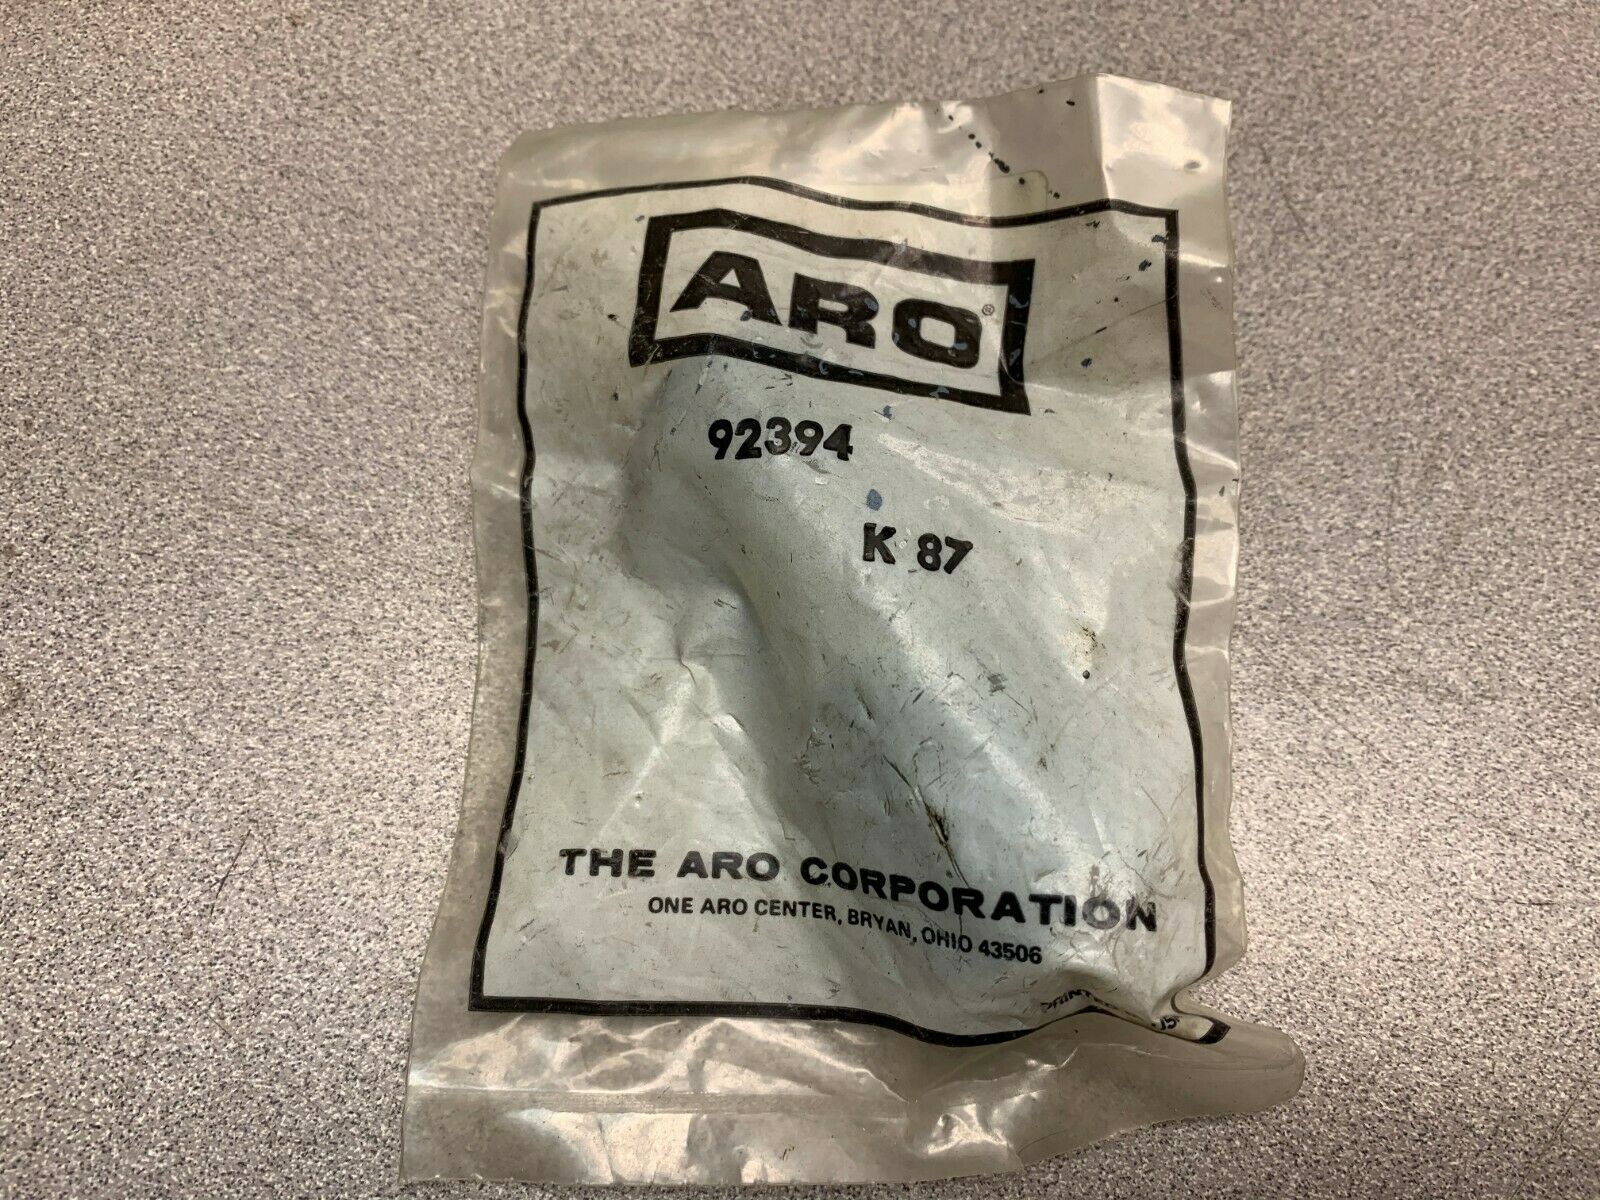 ARO®
92394
K 87
THE ARO CORPORATION
ONE ARO CENTER, BRYAN, OHIO 43506